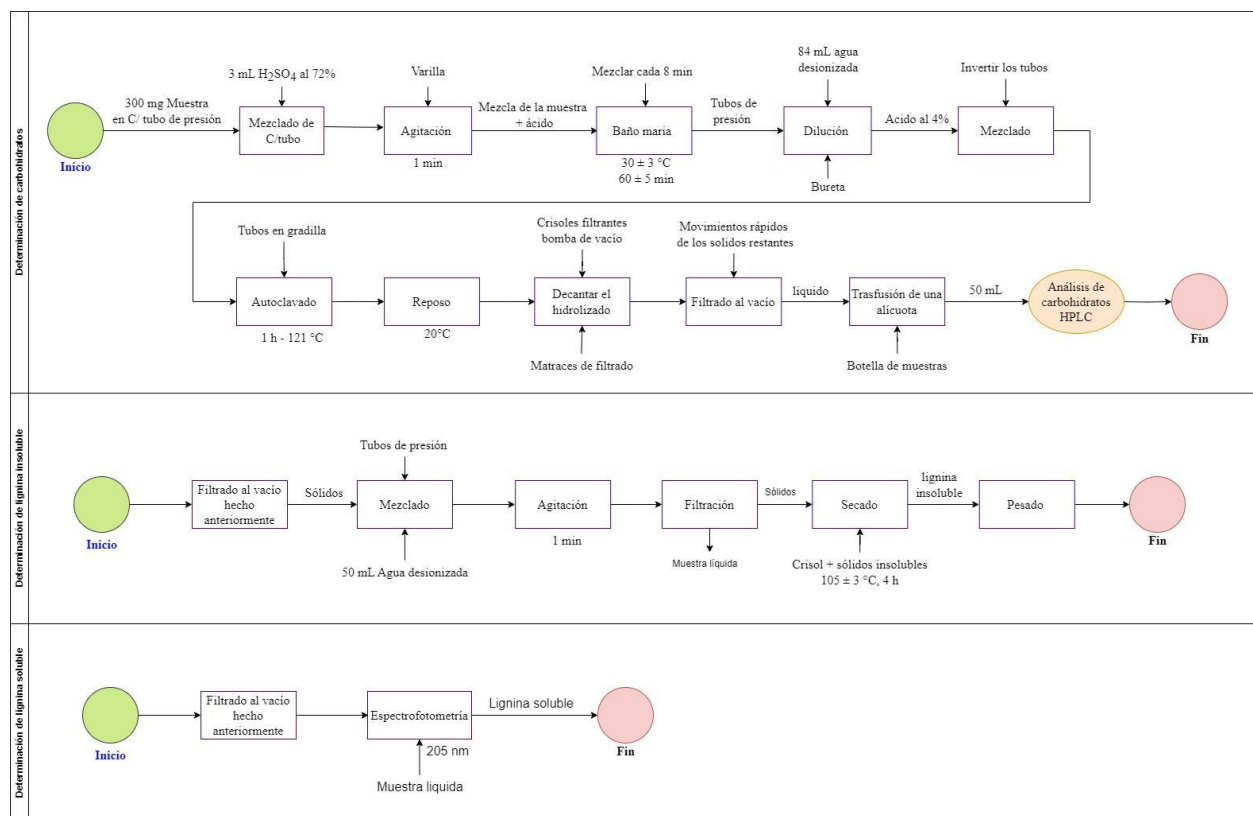 Determinación de carbohidratos
3 mL H₂SO₄ al 72%
Varilla
Mezclar cada 8 min
84 mL agua
desionizada
Invertir los tubos
300 mg Muestra
en C/ tubo de presión
Mezclado de
C/tubo
Agitación
1 min
Mezcla de la muestra
+ ácido
Baño maria
30 ± 3 °C
60 ± 5 min
Tubos de
presión
Dilución
Bureta
Acido al 4%
Mezclado
Inicio
Tubos en gradilla
Crisoles filtrantes
bomba de vacío
Movimientos rápidos
de los solidos restantes
Autoclavado
1 h - 121 °C
Reposo
20°C
Decantar el
hidrolizado
Matraces de filtrado
Filtrado al vacío
liquido
Trasfusión de una
alícuota
Botella de muestras
50 mL
Análisis de
carbohidratos
HPLC
Fin
Determinación de lignina insoluble
Inicio
Filtrado al vacío
hecho
anteriormente
Sólidos
Tubos de presión
Mezclado
50 mL Agua desionizada
Agitación
1 min
Filtración
Muestra líquida
Sólidos
Secado
Crisol + sólidos insolubles
105 ± 3 °C, 4 h
lignina
insoluble
Pesado
Fin
Determinación de lignina soluble
Inicio
Filtrado al vacío
hecho
anteriormente
Espectrofotometría
205 nm
Muestra liquida
Lignina soluble
Fin